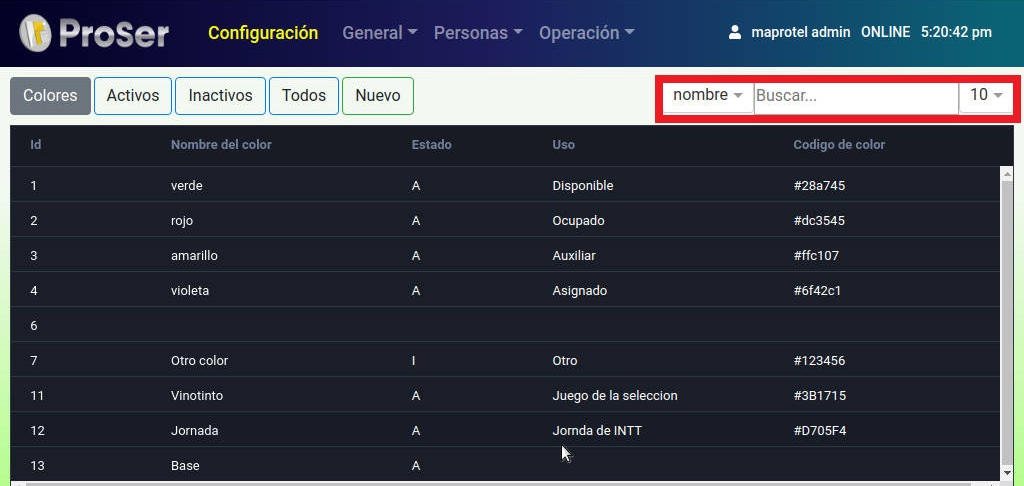 ProSer Configuración General Personas Operación maprotel admin ONLINE 5:20:42 pm
Colores Activos Inactivos Todos Nuevo nombre Buscar... 10
Id Nombre del color Estado Uso Codigo de color
1 verde A Disponible #28a745
2 rojo A Ocupado #dc3545
3 amarillo A Auxiliar #ffc107
4 violeta A Asignado #6f42c1
6
7 Otro color I Otro #123456
11 Vinotinto A Juego de la seleccion #3B1715
12 Jornada A Jornda de INTT #D705F4
13 Base A